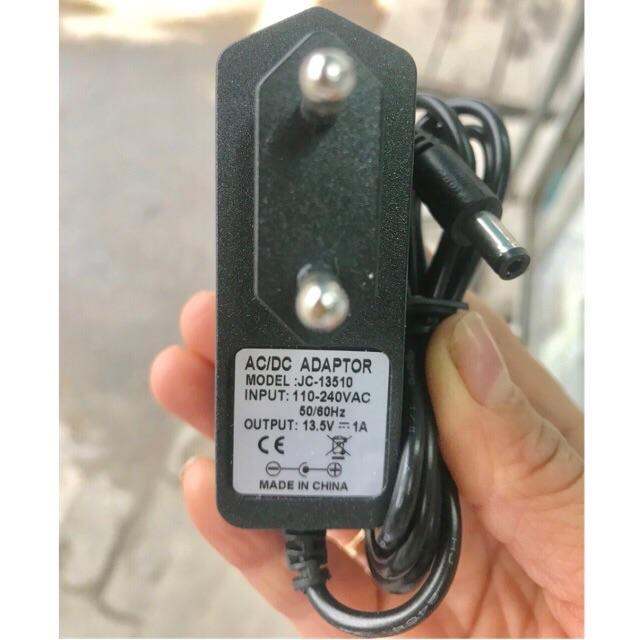 AC/DC ADAPTOR
MODEL :JC-13510
INPUT: 110-240VAC
50/60Hz
OUTPUT: 13.5V ⎓ 1A
CE
MADE IN CHINA